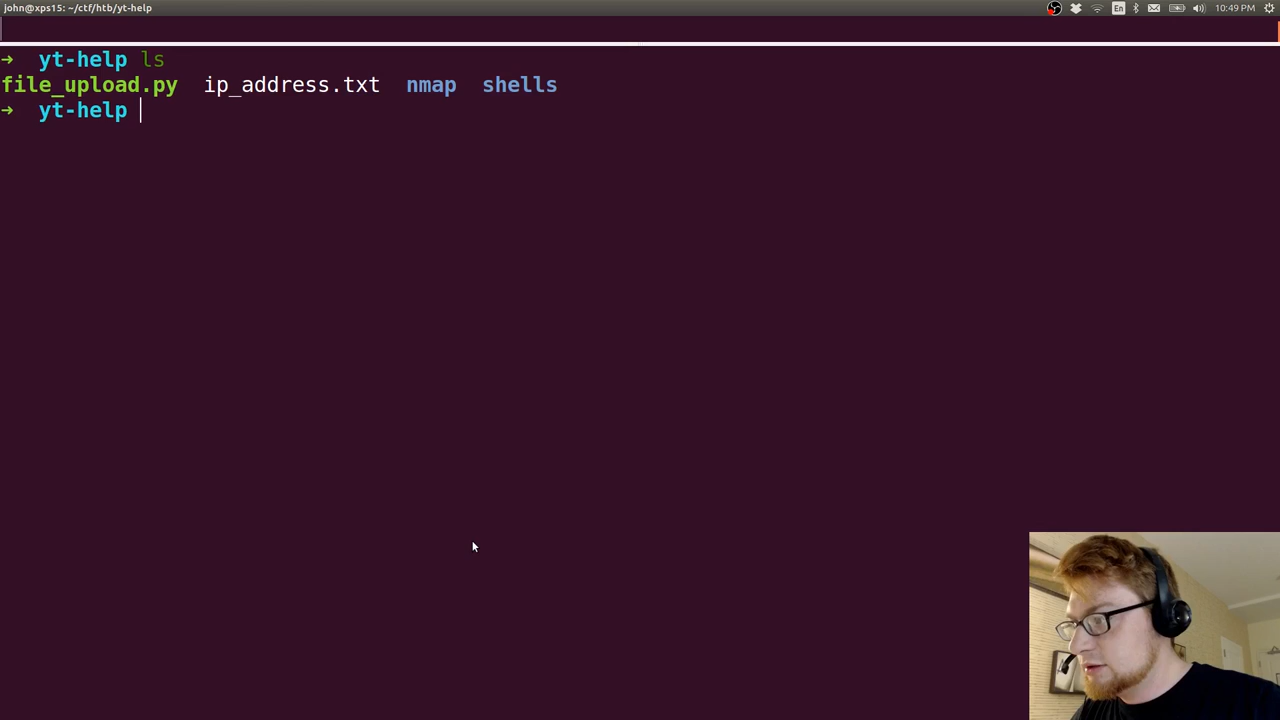 john@xps15: ~/ctf/htb/yt-help
En
10:49 PM
➜ yt-help ls
file_upload.py ip_address.txt nmap shells
➜ yt-help